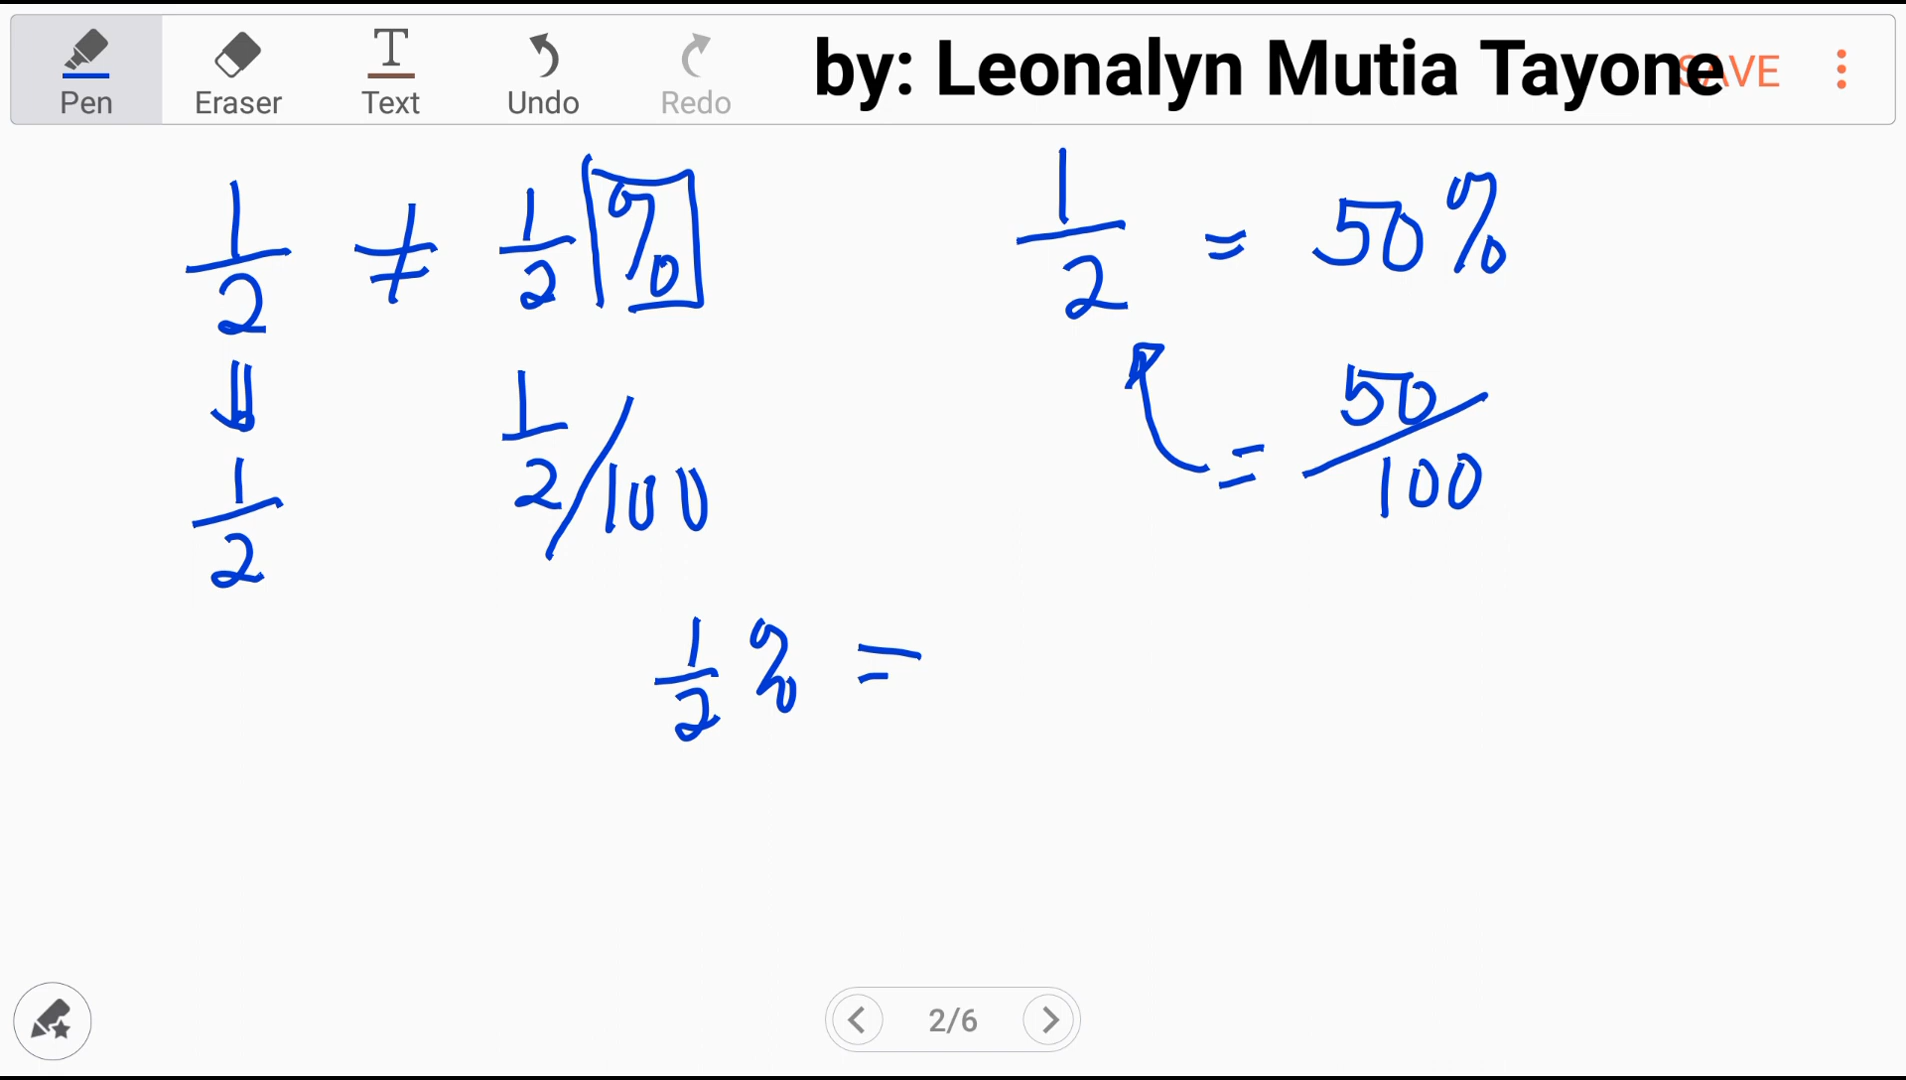 Pen Eraser Text Undo Redo by: Leonalyn Mutia Tayone SAVE
1/2 ≠ 1/2 %
1/2 = 50%
1/2
1/2/100
= 50/100
1/2 % =
2/6